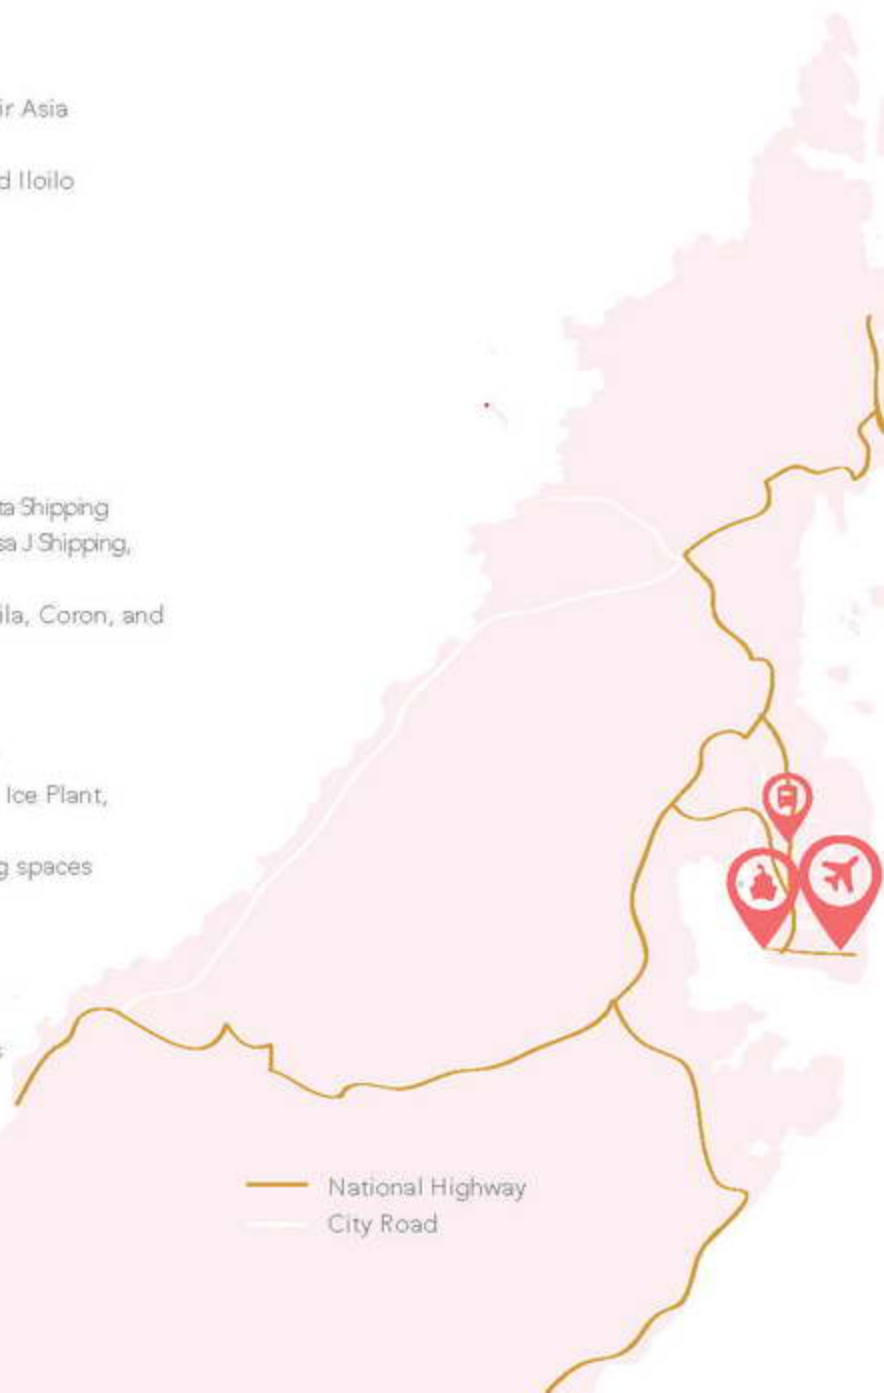 ir Asia
d Iloilo
ta Shipping
sa J Shipping,
ila, Coron, and
Ice Plant,
g spaces
s
National Highway
City Road